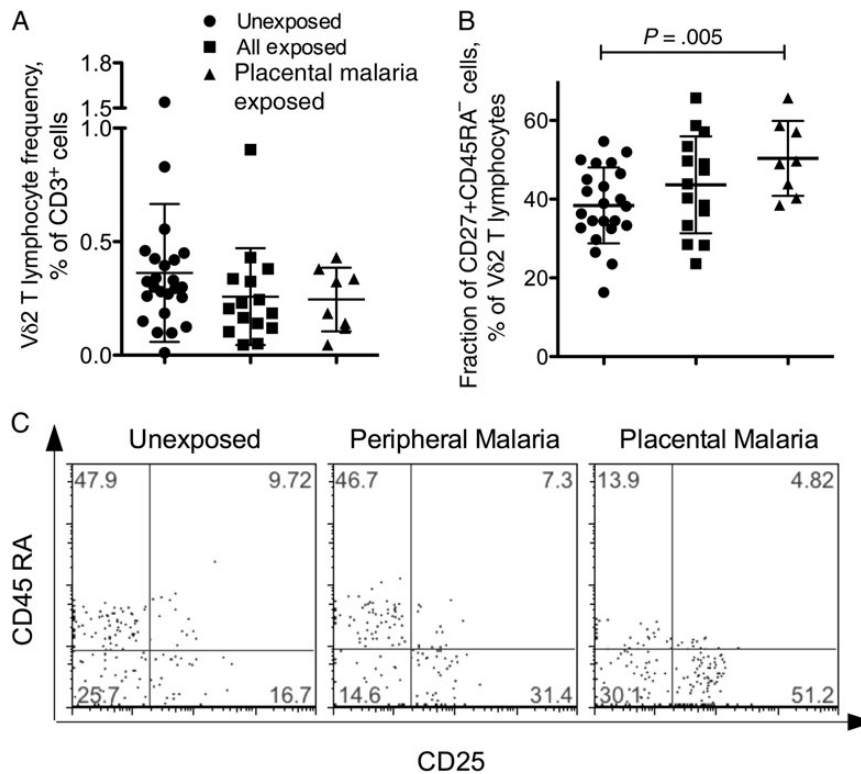 A
Unexposed
All exposed
Placental malaria
exposed
Vδ2 T lymphocyte frequency,
% of CD3⁺ cells
1.8
1.5
1.0
0.5
0.0
B
P = .005
Fraction of CD27+CD45RA⁻ cells,
% of Vδ2 T lymphocytes
60
40
20
0
C
Unexposed
Peripheral Malaria
Placental Malaria
CD45 RA
47.9 9.72
25.7 16.7
46.7 7.3
14.6 31.4
13.9 4.82
30.1 51.2
CD25